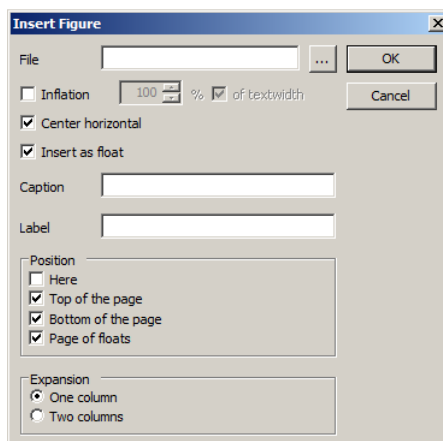 Insert Figure
File ... OK
Inflation 100 % of textwidth Cancel
Center horizontal
Insert as float
Caption
Label
Position
Here
Top of the page
Bottom of the page
Page of floats
Expansion
One column
Two columns